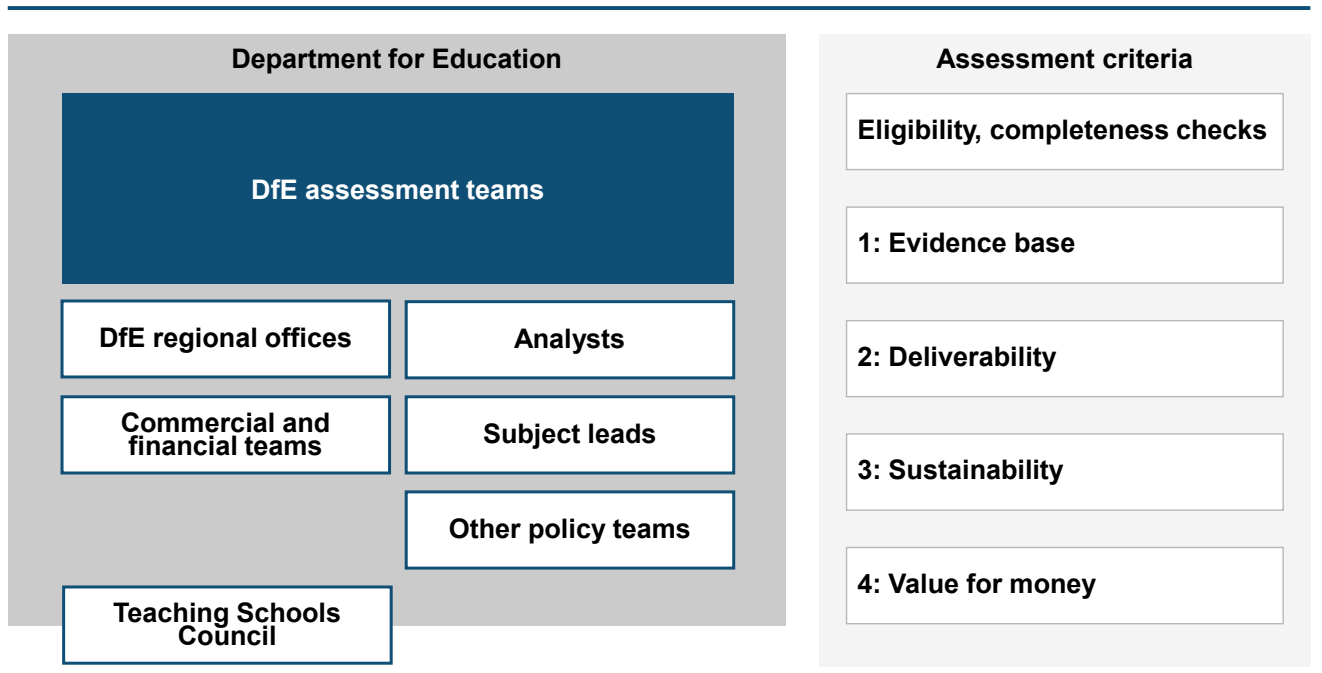 Department for Education
DfE assessment teams
DfE regional offices
Analysts
Commercial and
financial teams
Subject leads
Other policy teams
Teaching Schools
Council
Assessment criteria
Eligibility, completeness checks
1: Evidence base
2: Deliverability
3: Sustainability
4: Value for money